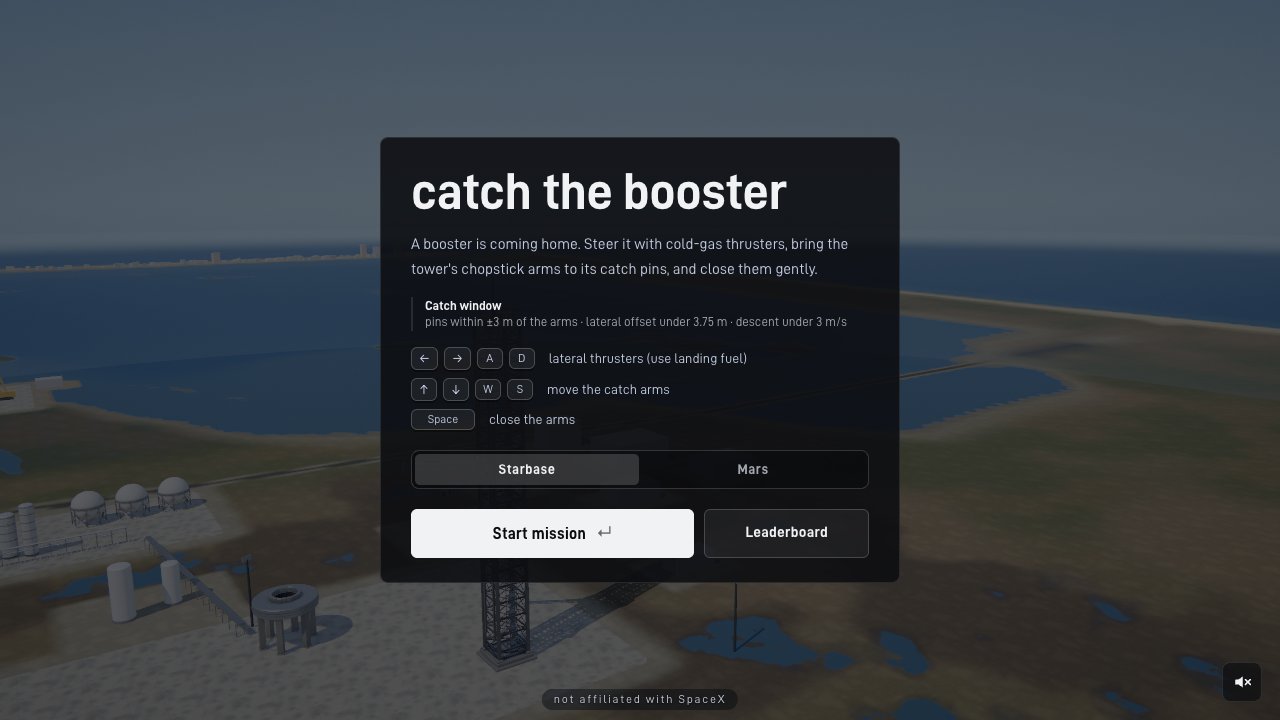 catch the booster
A booster is coming home. Steer it with cold-gas thrusters, bring the
tower's chopstick arms to its catch pins, and close them gently.
Catch window
pins within ±3 m of the arms · lateral offset under 3.75 m · descent under 3 m/s
← → A D lateral thrusters (use landing fuel)
↑ ↓ W S move the catch arms
Space close the arms
Starbase Mars
Start mission ↵ Leaderboard
not affiliated with SpaceX